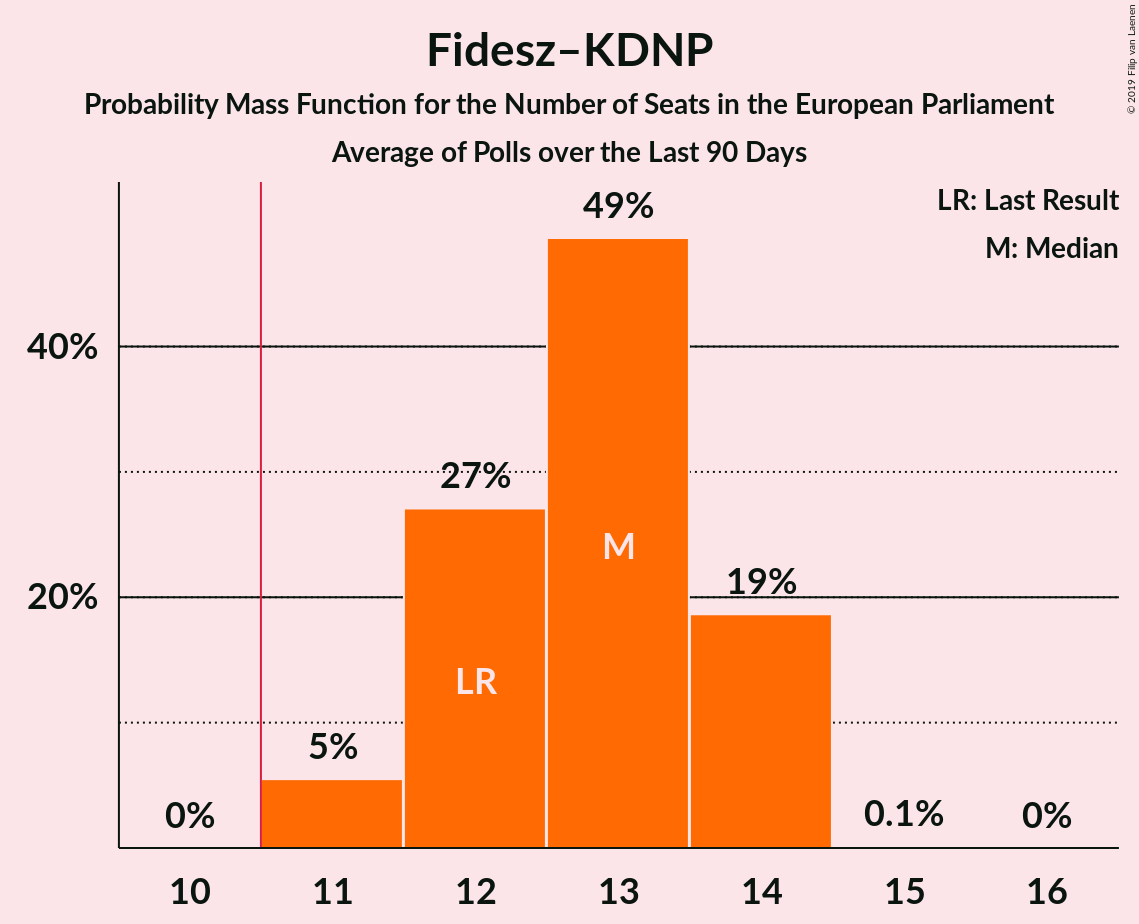 Fidesz–KDNP
Probability Mass Function for the Number of Seats in the European Parliament
Average of Polls over the Last 90 Days
© 2019 Filip van Laenen
LR: Last Result
M: Median
49%
40%
27%
M
20%
19%
LR
5%
0%
0.1%
0%
10 11 12 13 14 15 16